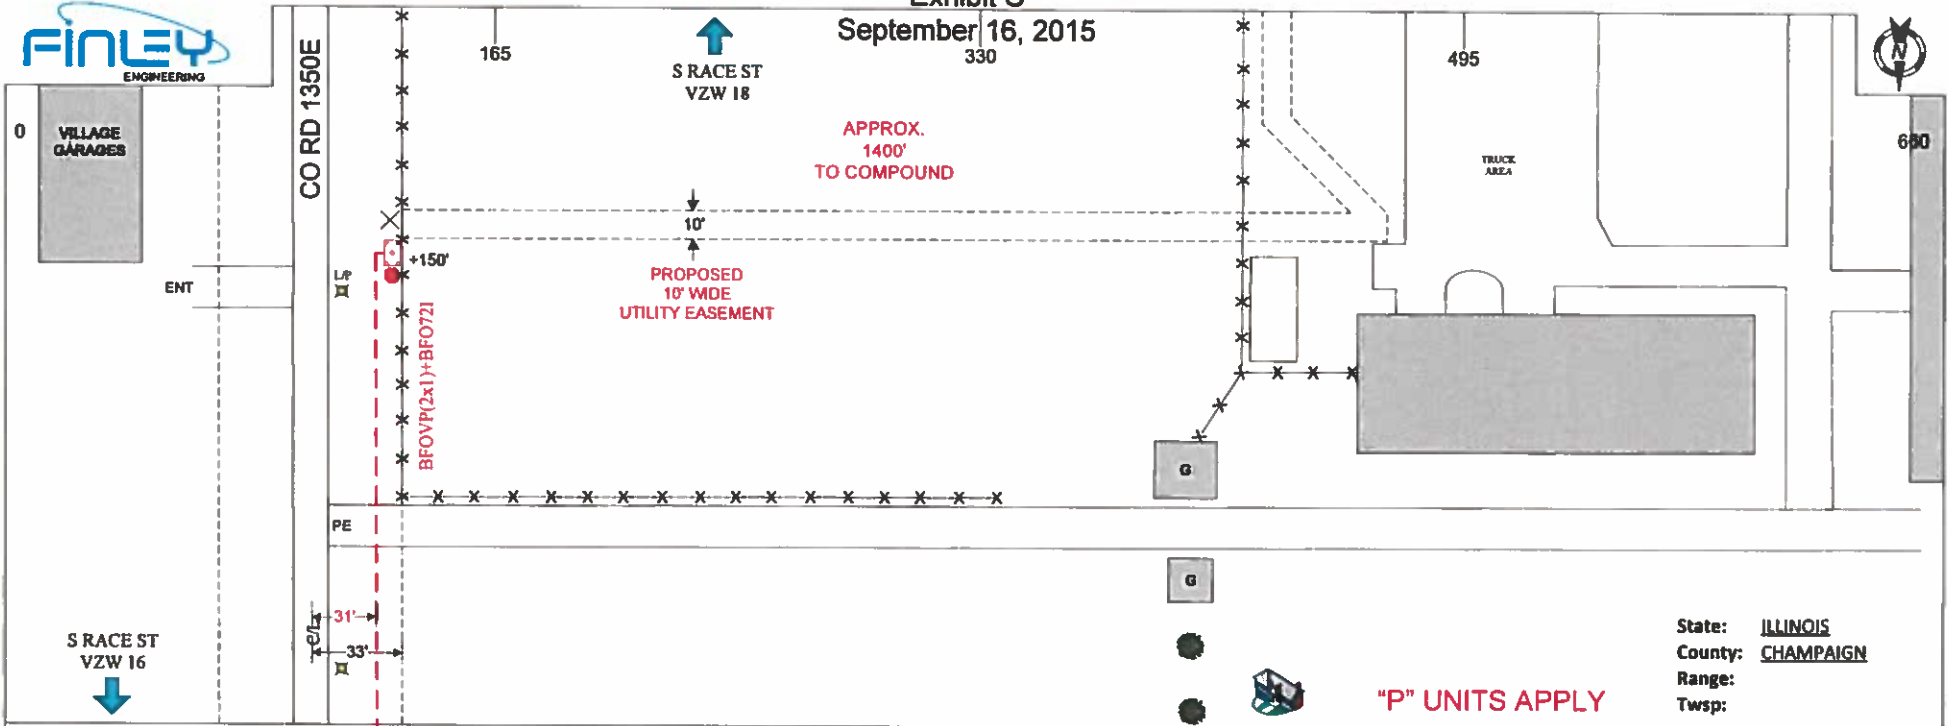 Exhibit C
September 16, 2015
FINLEY
ENGINEERING
CO RD 1350E
165
330
495
660
0
S RACE ST
VZW 18
N
VILLAGE
GARAGES
APPROX.
1400'
TO COMPOUND
TRUCK
AREA
10'
+150'
ENT
L/P
PROPOSED
10' WIDE
UTILITY EASEMENT
BFOVP(2x1)+BFO72I
G
PE
G
31'
C/L
33'
S RACE ST
VZW 16
"P" UNITS APPLY
State: ILLINOIS
County: CHAMPAIGN
Range:
Twsp: